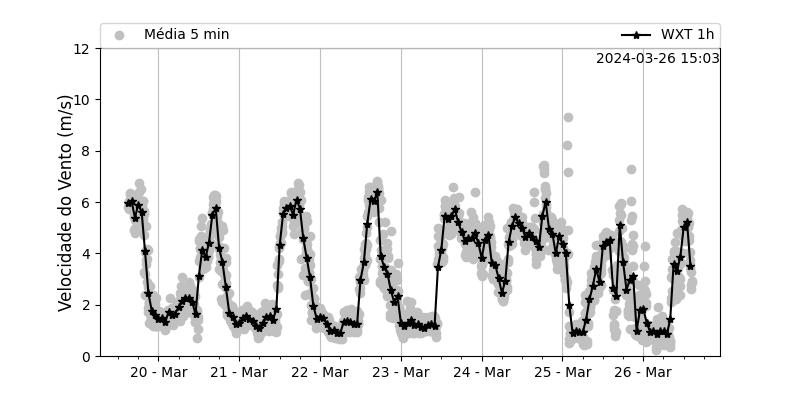 Média 5 min
WXT 1h
2024-03-26 15:03
Velocidade do Vento (m/s)
12
10
8
6
4
2
0
20 - Mar
21 - Mar
22 - Mar
23 - Mar
24 - Mar
25 - Mar
26 - Mar